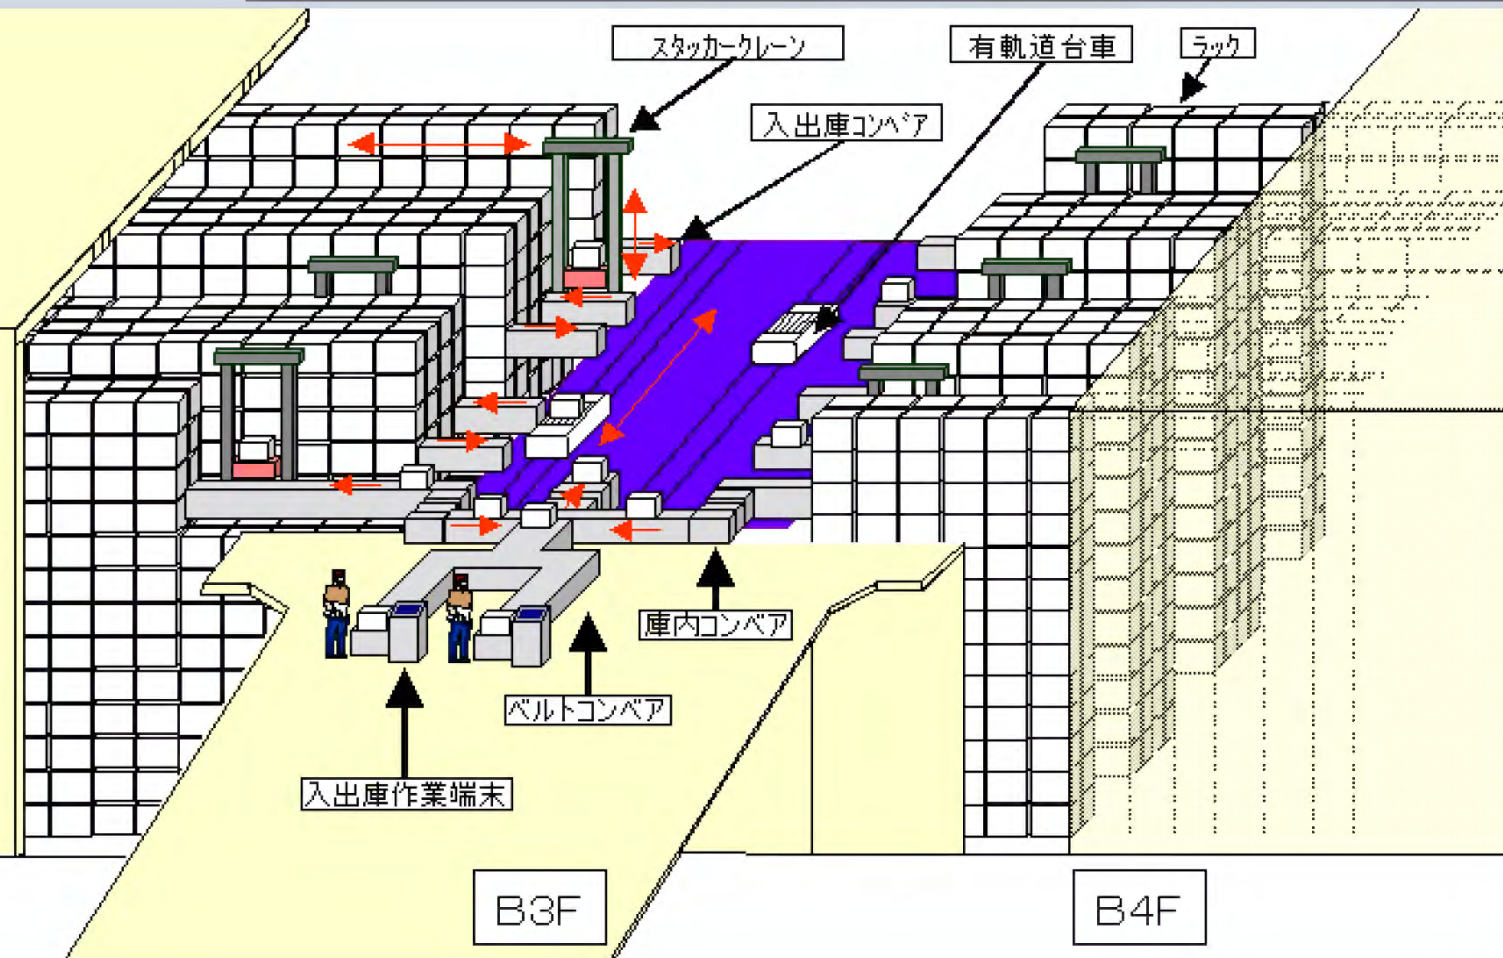 スタッカークレーン
有軌道台車
ラック
入出庫コンベア
庫内コンベア
ベルトコンベア
入出庫作業端末
B3F
B4F